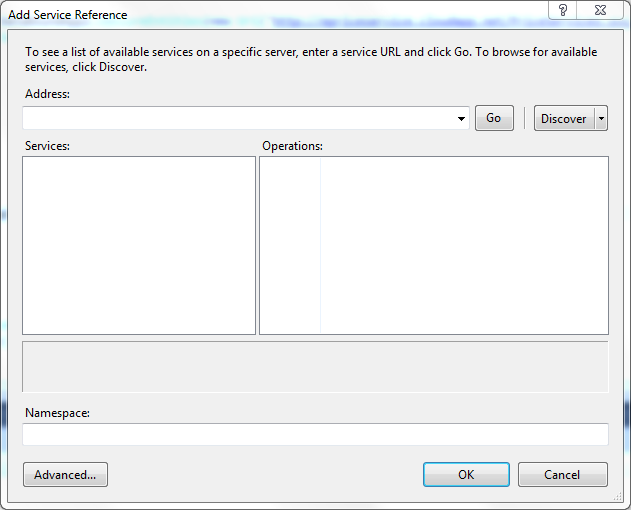 Add Service Reference
To see a list of available services on a specific server, enter a service URL and click Go. To browse for available
services, click Discover.
Address:
Go
Discover
Services:
Operations:
Namespace:
Advanced...
OK
Cancel